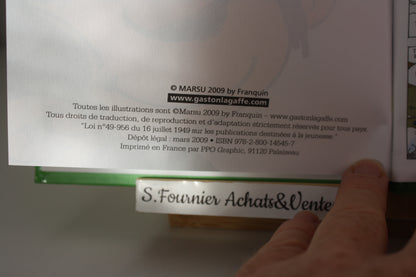 © MARSU 2009 by Franquin
www.gastonlagaffe.com
Toutes les illustrations sont ©Marsu 2009 by Franquin – www.gastonlagaffe.com
Tous droits de traduction, de reproduction et d'adaptation strictement réservés pour tous pays.
"Loi n°49-956 du 16 juillet 1949 sur les publications destinées à la jeunesse "
Dépôt légal : mars 2009 • ISBN 978-2-800-14545-7
Imprimé en France par PPO Graphic, 91120 Palaiseau
S.Fournier Achats&Vente